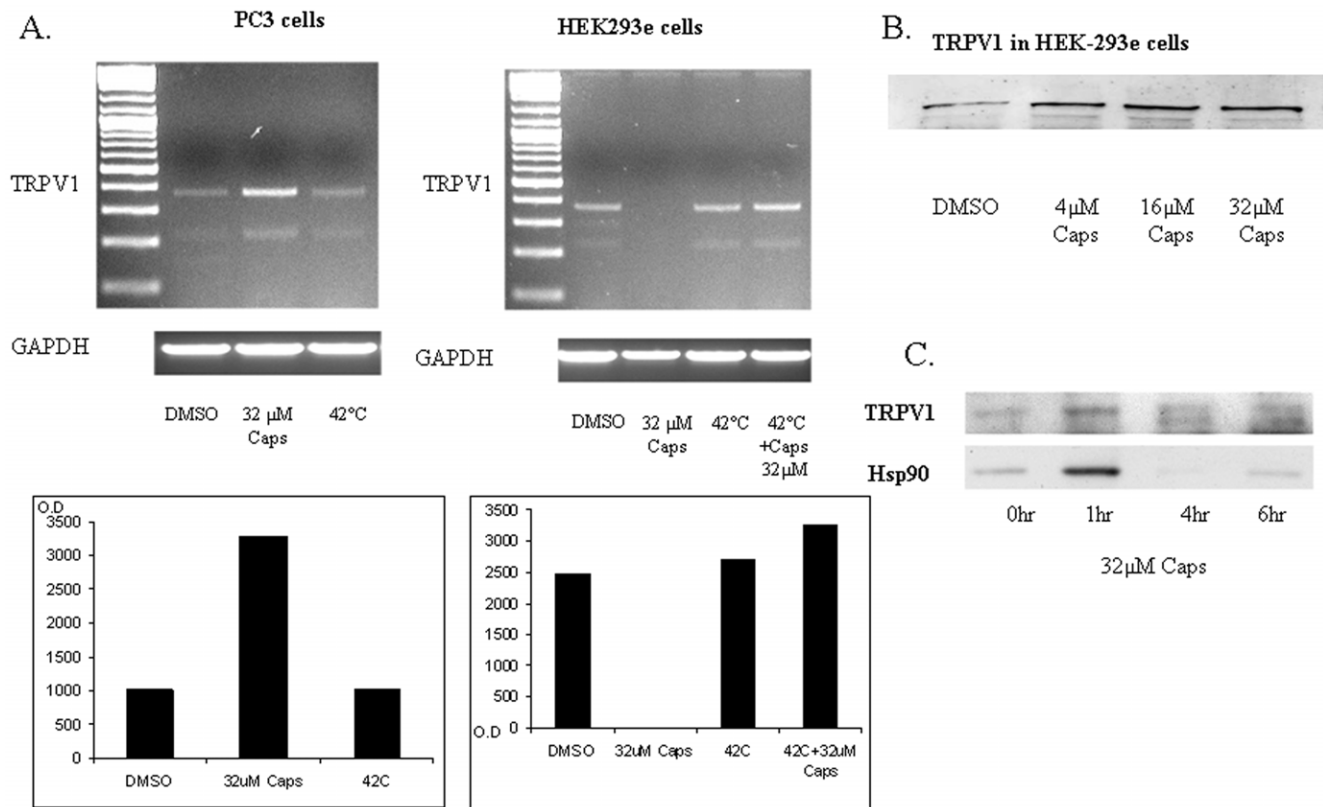 A.
PC3 cells
HEK293e cells
TRPV1
TRPV1
GAPDH
GAPDH
DMSO
32 µM
Caps
42°C
DMSO
32 µM
Caps
42°C
42°C
+Caps
32µM
O.D
3500
3000
2500
2000
1500
1000
500
0
DMSO
32uM Caps
42C
3500
3000
2500
2000
1500
1000
500
0
O.D
DMSO
32uM Caps
42C
42C+32uM
Caps
B.
TRPV1 in HEK-293e cells
DMSO
4µM
Caps
16µM
Caps
32µM
Caps
C.
TRPV1
Hsp90
0hr
1hr
4hr
6hr
32µM Caps